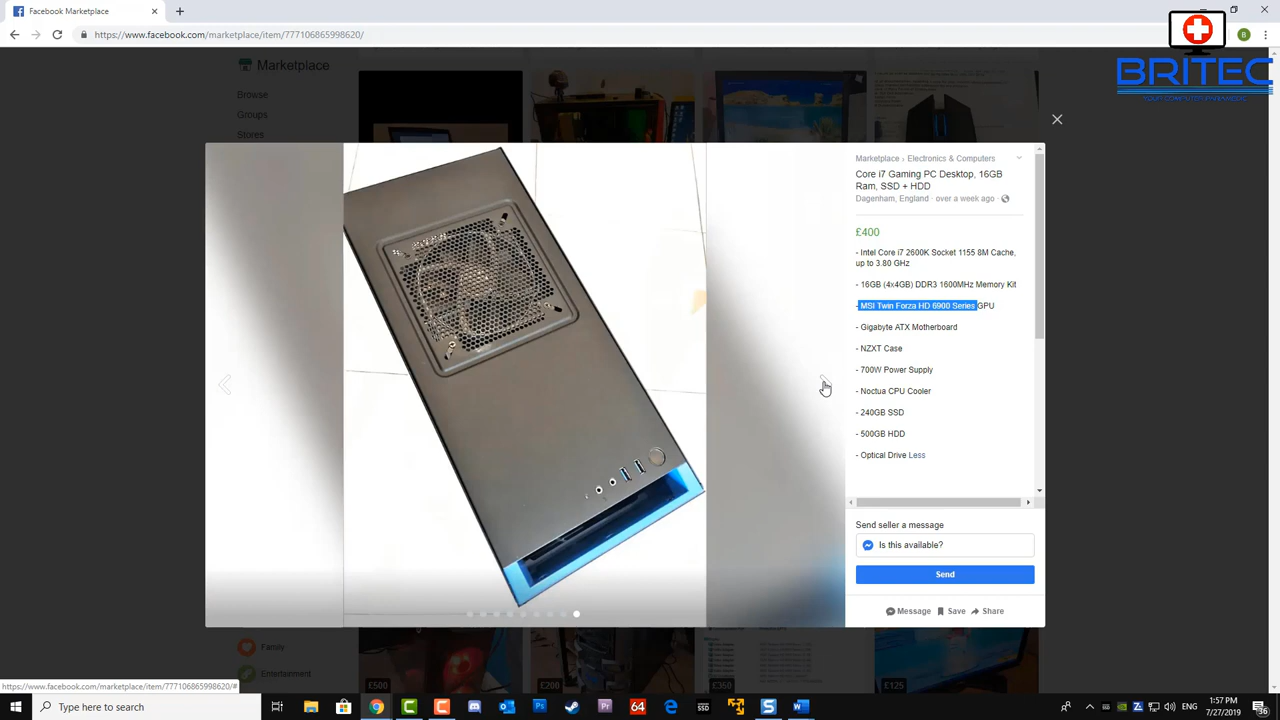 Facebook Marketplace
https://www.facebook.com/marketplace/item/777106865998620/
B
BRITEC
YOUR COMPUTER PARAMEDIC
Marketplace
Browse
Groups
Stores
Marketplace › Electronics & Computers
Core i7 Gaming PC Desktop, 16GB
Ram, SSD + HDD
Dagenham, England · over a week ago ·
£400
- Intel Core i7 2600K Socket 1155 8M Cache,
up to 3.80 GHz
- 16GB (4x4GB) DDR3 1600MHz Memory Kit
- MSI Twin Forza HD 6900 Series GPU
- Gigabyte ATX Motherboard
- NZXT Case
- 700W Power Supply
- Noctua CPU Cooler
- 240GB SSD
- 500GB HDD
- Optical Drive Less
Send seller a message
Is this available?
Send
Message Save Share
Family
Entertainment
£500
£200
£360
£125
https://www.facebook.com/marketplace/item/777106865998620/#
Type here to search
64
SSD
ENG
1:57 PM
7/27/2019
36